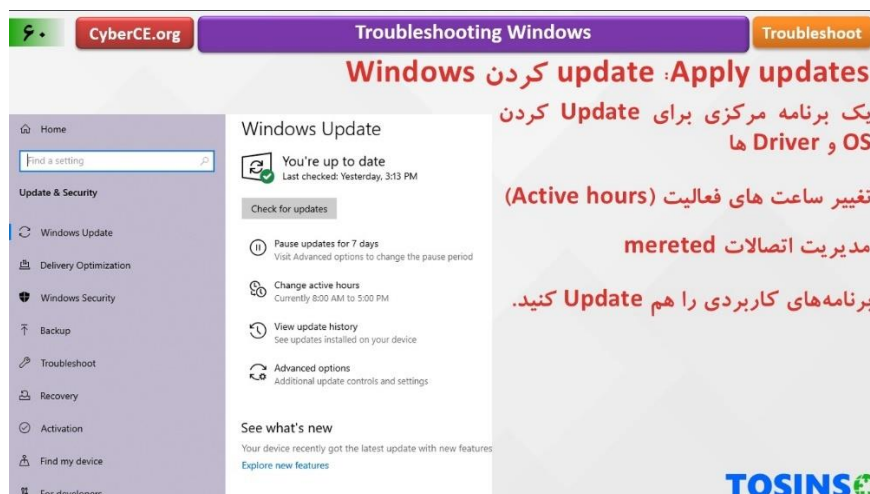 ۶۰
CyberCE.org
Troubleshooting Windows
Troubleshoot
Apply updates: update کردن Windows
یک برنامه مرکزی برای Update کردن
OS و Driver ها
تغییر ساعت های فعالیت (Active hours)
مدیریت اتصالات mereted
برنامه‌های کاربردی را هم Update کنید.
Home
Find a setting
Update & Security
Windows Update
Delivery Optimization
Windows Security
Backup
Troubleshoot
Recovery
Activation
Find my device
For developers
Windows Update
You're up to date
Last checked: Yesterday, 3:13 PM
Check for updates
Pause updates for 7 days
Visit Advanced options to change the pause period
Change active hours
Currently 8:00 AM to 5:00 PM
View update history
See updates installed on your device
Advanced options
Additional update controls and settings
See what's new
Your device recently got the latest update with new features
Explore new features
TOSINSO